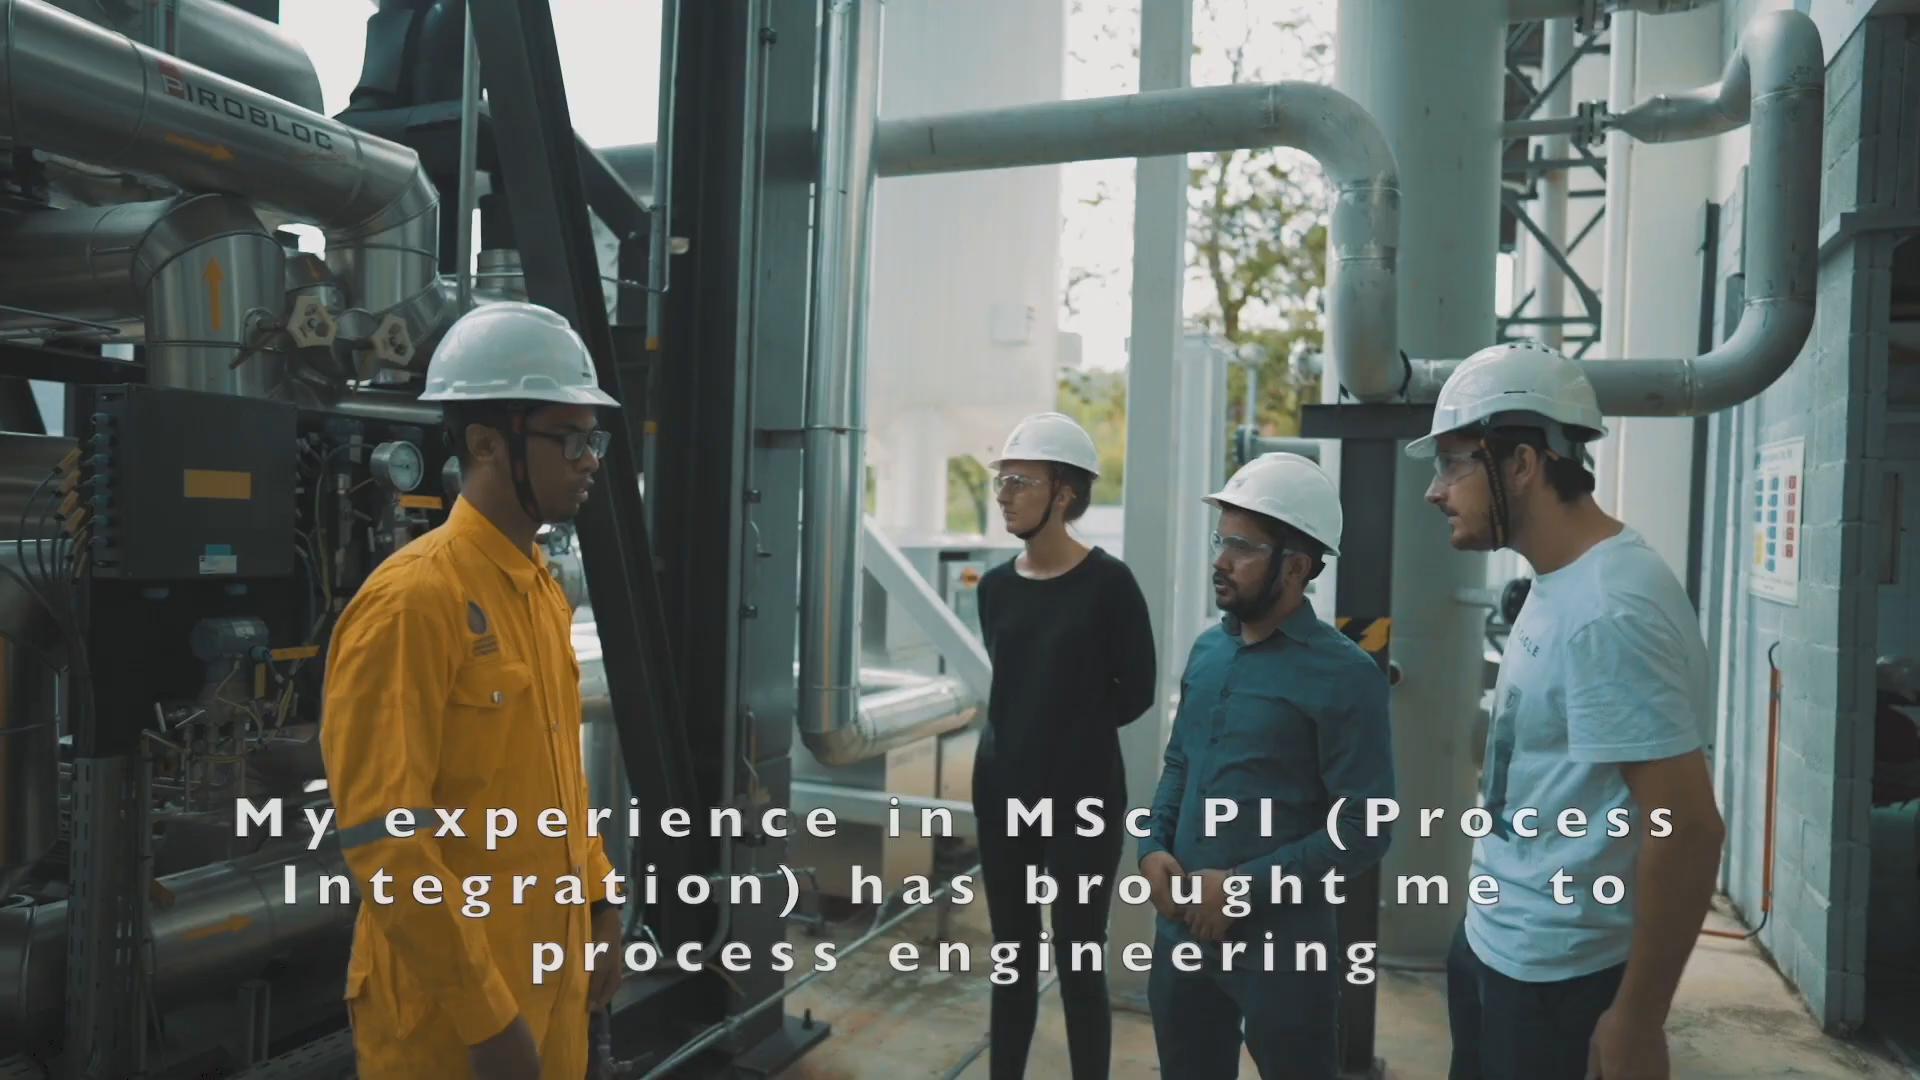 PIROBLOC
My experience in MSc PI (Process
Integration) has brought me to
process engineering